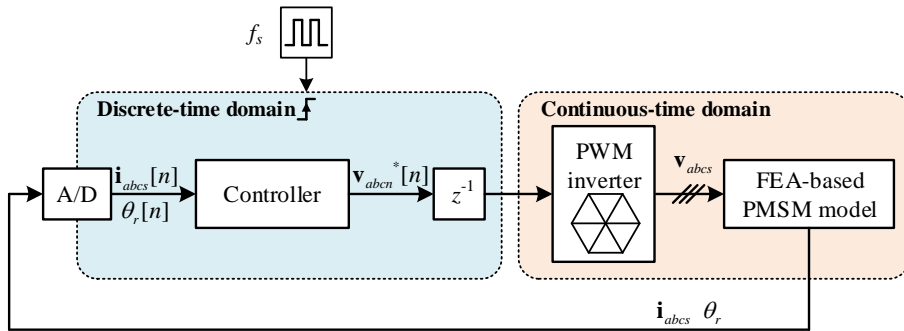 f_s
Discrete-time domain
Continuous-time domain
A/D
i_abcs[n]
θ_r[n]
Controller
v_abcn*[n]
z⁻¹
PWM
inverter
v_abcs
FEA-based
PMSM model
i_abcs θ_r